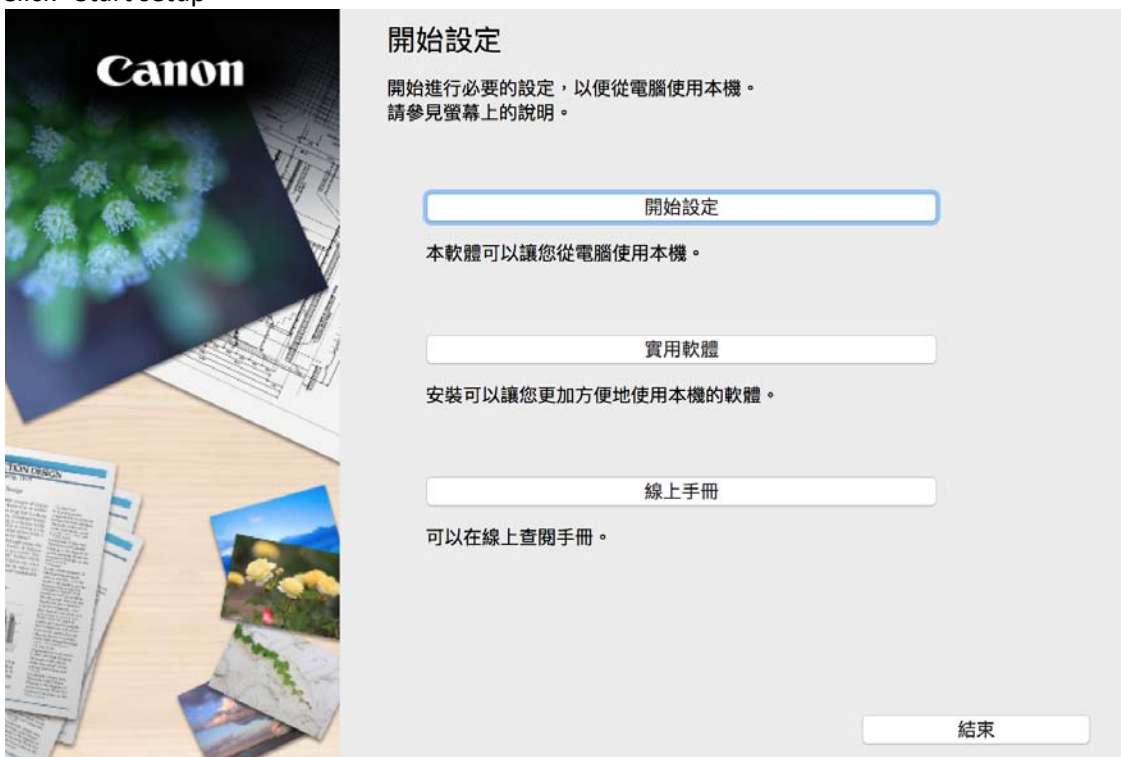 Canon
開始設定
開始進行必要的設定，以便從電腦使用本機。
請參見螢幕上的說明。
開始設定
本軟體可以讓您從電腦使用本機。
實用軟體
安裝可以讓您更加方便地使用本機的軟體。
線上手冊
可以在線上查閱手冊。
結束